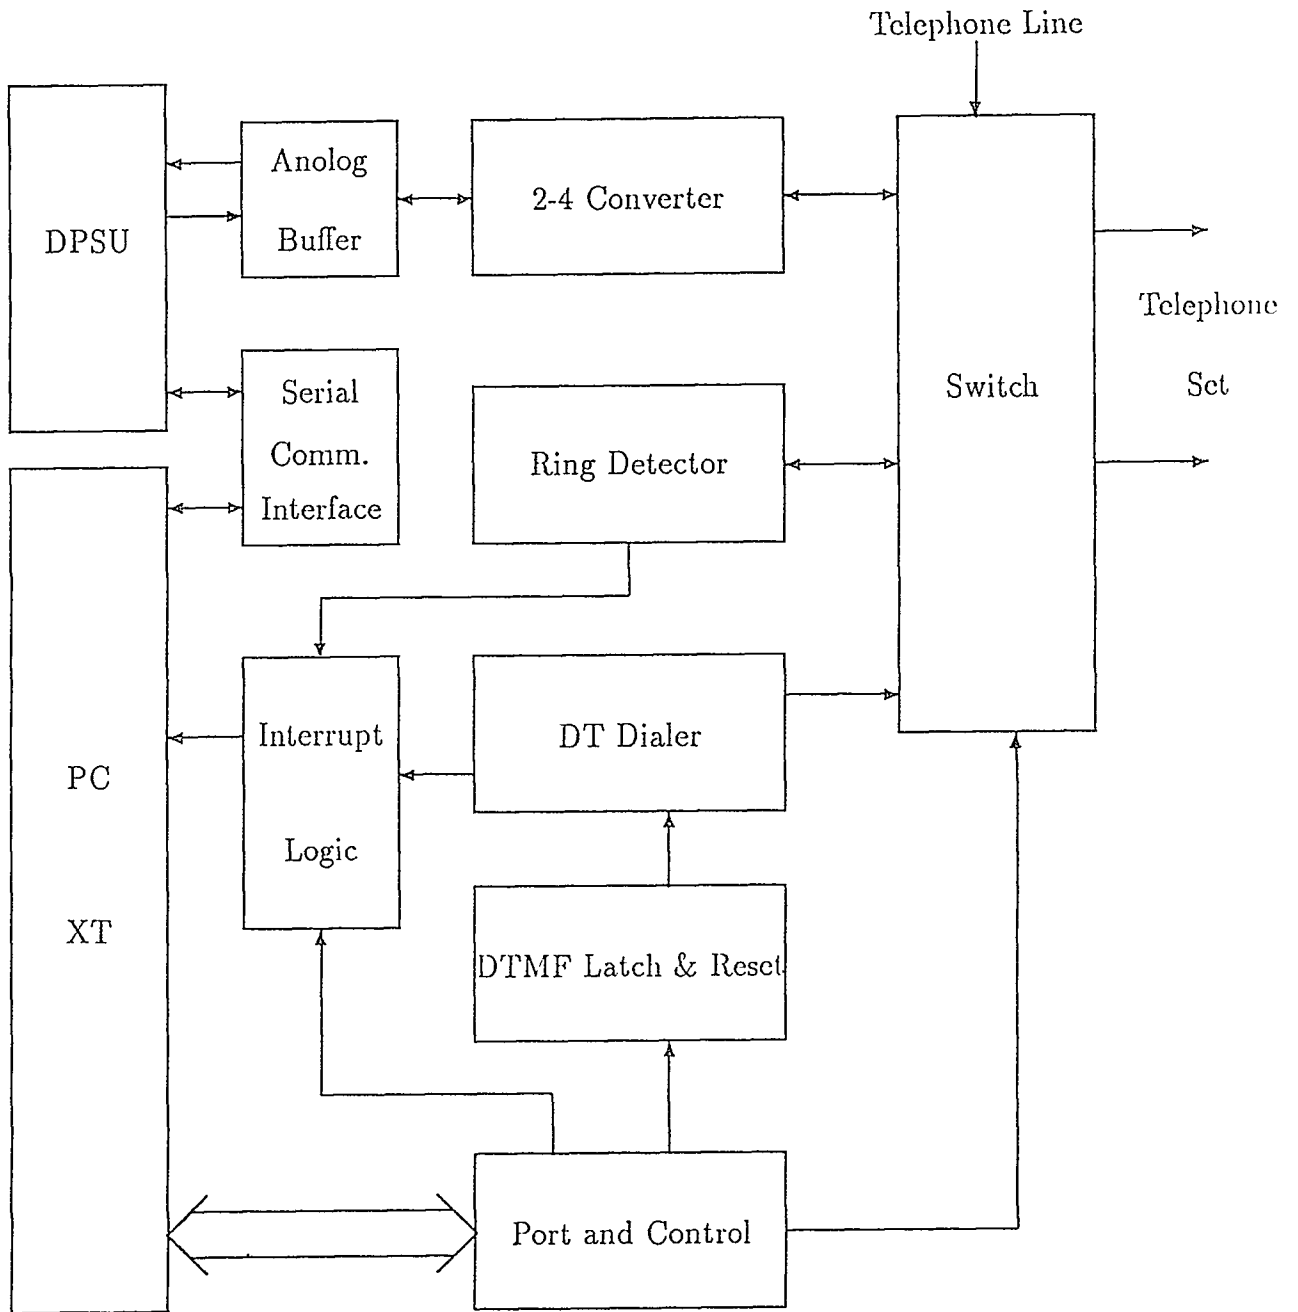 Telephone Line
Anolog
Buffer
2-4 Converter
DPSU
Telephone
Set
Serial
Comm.
Interface
Switch
Ring Detector
Interrupt
Logic
DT Dialer
PC
XT
DTMF Latch & Reset
Port and Control